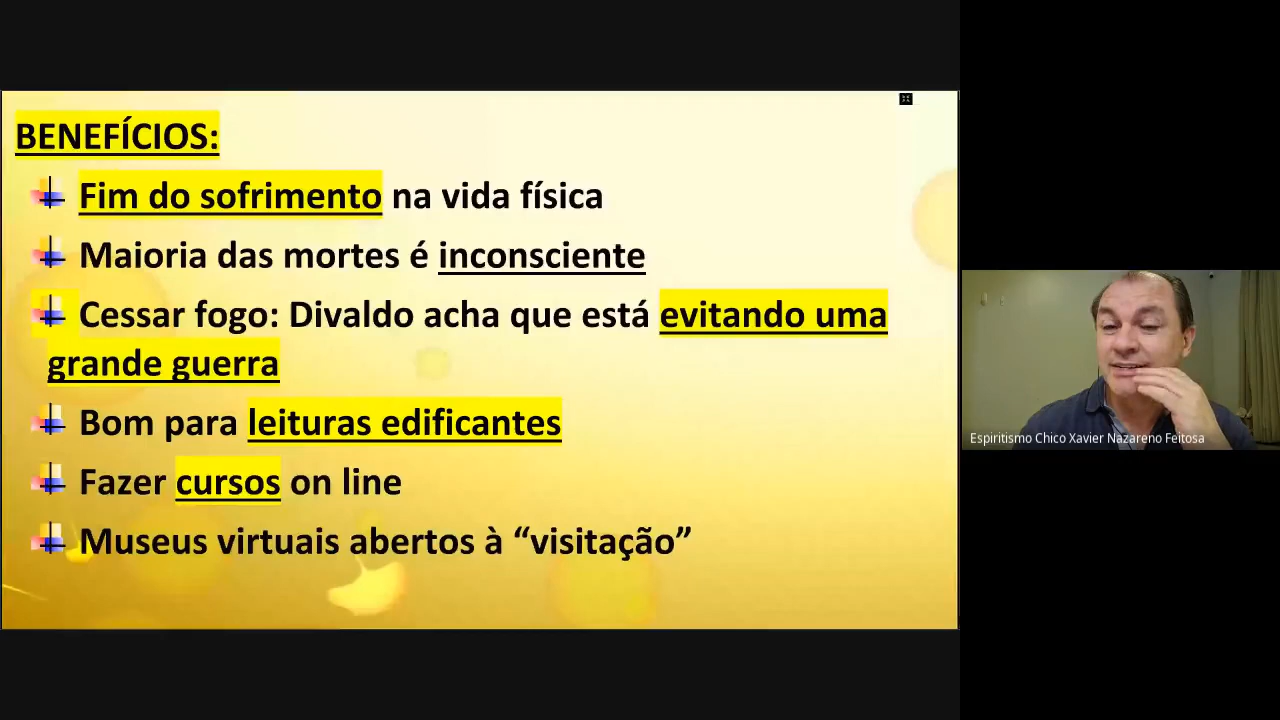 BENEFÍCIOS:
Fim do sofrimento na vida física
Maioria das mortes é inconsciente
Cessar fogo: Divaldo acha que está evitando uma
grande guerra
Bom para leituras edificantes
Fazer cursos on line
Museus virtuais abertos à “visitação”
Espiritismo Chico Xavier Nazareno Feitosa